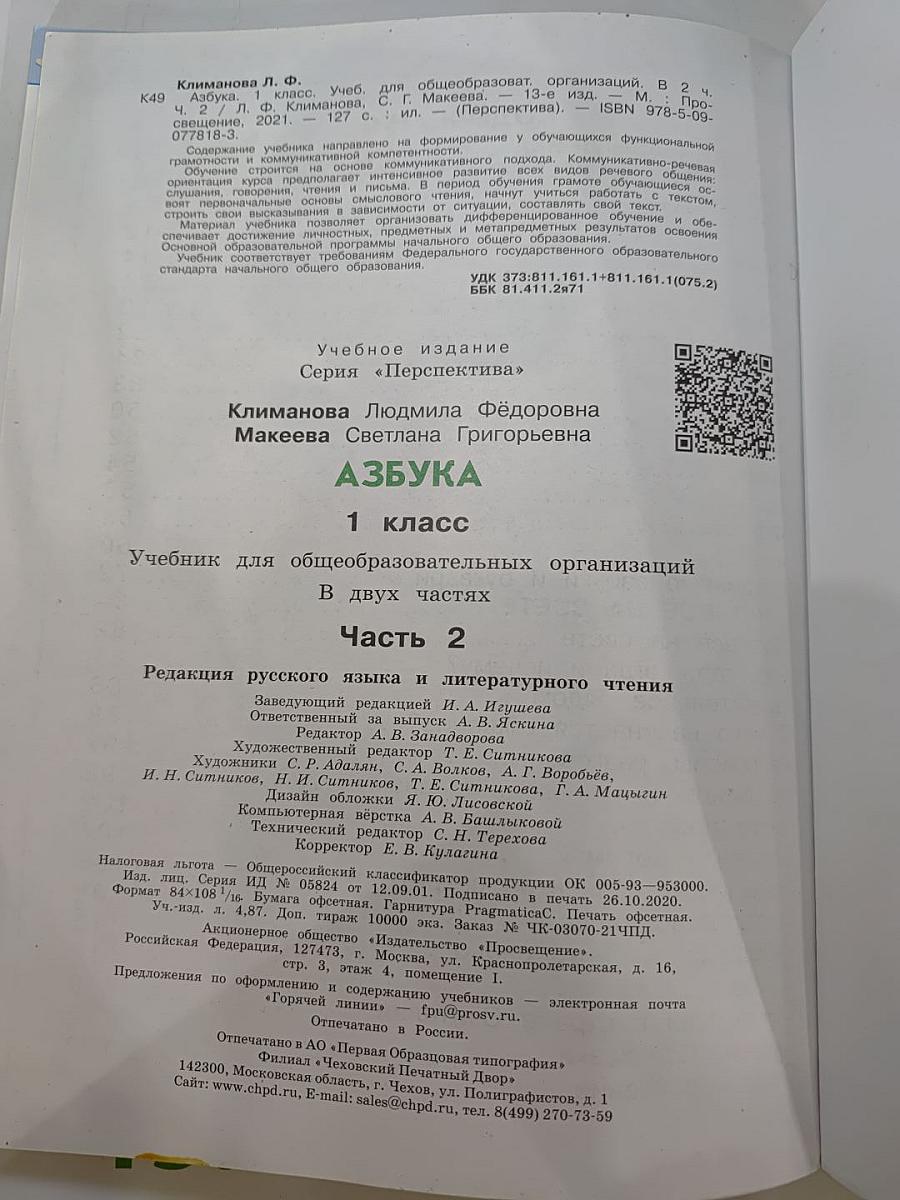 Климанова Л. Ф.
К49 Азбука. 1 класс. Учеб. для общеобразоват. организаций. В 2 ч.
Ч. 2 / Л. Ф. Климанова, С. Г. Макеева. — 13-е изд. — М. : Про-
свещение, 2021. — 127 с. : ил. — (Перспектива). — ISBN 978-5-09-
077818-3.
Содержание учебника направлено на формирование у обучающихся функциональной
грамотности и коммуникативной компетентности.
Обучение строится на основе коммуникативного подхода. Коммуникативно-речевая
ориентация курса предполагает интенсивное развитие всех видов речевого общения:
слушания, говорения, чтения и письма. В период обучения грамоте обучающиеся ос-
воят первоначальные основы смыслового чтения, начнут учиться работать с текстом,
строить свои высказывания в зависимости от ситуации, составлять свой текст.
Материал учебника позволяет организовать дифференцированное обучение и обе-
спечивает достижение личностных, предметных и метапредметных результатов освоения
Основной образовательной программы начального общего образования.
Учебник соответствует требованиям Федерального государственного образовательного
стандарта начального общего образования.
УДК 373:811.161.1+811.161.1(075.2)
ББК 81.411.2я71
Учебное издание
Серия «Перспектива»
Климанова Людмила Фёдоровна
Макеева Светлана Григорьевна
АЗБУКА
1 класс
Учебник для общеобразовательных организаций
В двух частях
Часть 2
Редакция русского языка и литературного чтения
Заведующий редакцией И. А. Игушева
Ответственный за выпуск А. В. Яскина
Редактор А. В. Занадворова
Художественный редактор Т. Е. Ситникова
Художники С. Р. Адалян, С. А. Волков, А. Г. Воробьёв,
И. Н. Ситников, Н. И. Ситников, Т. Е. Ситникова, Г. А. Мацыгин
Дизайн обложки Я. Ю. Лисовской
Компьютерная вёрстка А. В. Башлыковой
Технический редактор С. Н. Терехова
Корректор Е. В. Кулагина
Налоговая льгота — Общероссийский классификатор продукции ОК 005-93—953000.
Изд. лиц. Серия ИД № 05824 от 12.09.01. Подписано в печать 26.10.2020.
Формат 84×108 1/16. Бумага офсетная. Гарнитура PragmaticaC. Печать офсетная.
Уч.-изд. л. 4,87. Доп. тираж 10000 экз. Заказ № ЧК-03070-21ЧПД.
Акционерное общество «Издательство «Просвещение».
Российская Федерация, 127473, г. Москва, ул. Краснопролетарская, д. 16,
стр. 3, этаж 4, помещение I.
Предложения по оформлению и содержанию учебников — электронная почта
«Горячей линии» — fpu@prosv.ru.
Отпечатано в России.
Отпечатано в АО «Первая Образцовая типография»
Филиал «Чеховский Печатный Двор»
142300, Московская область, г. Чехов, ул. Полиграфистов, д. 1
Сайт: www.chpd.ru, E-mail: sales@chpd.ru, тел. 8(499) 270-73-59